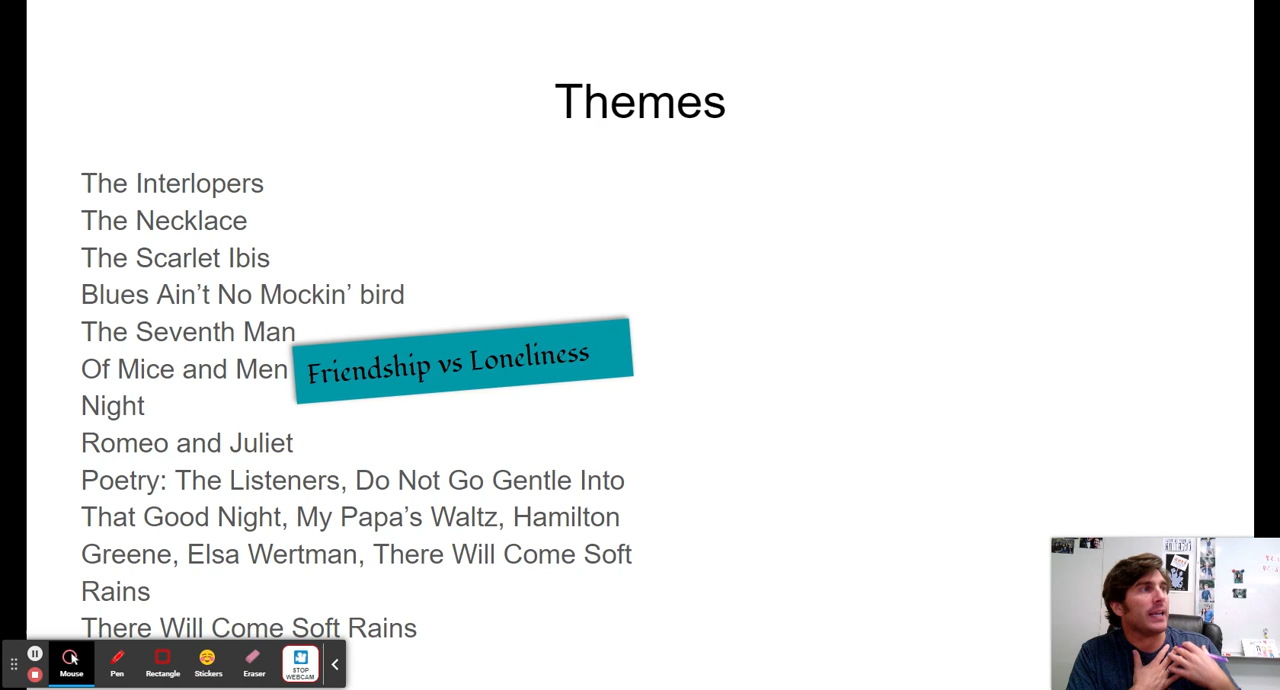 Themes
The Interlopers
The Necklace
The Scarlet Ibis
Blues Ain't No Mockin' bird
The Seventh Man
Of Mice and Men
Friendship vs Loneliness
Night
Romeo and Juliet
Poetry: The Listeners, Do Not Go Gentle Into
That Good Night, My Papa's Waltz, Hamilton
Greene, Elsa Wertman, There Will Come Soft
Rains
There Will Come Soft Rains
Mouse
Pen
Rectangle
Stickers
Eraser
STOP
WEBCAM